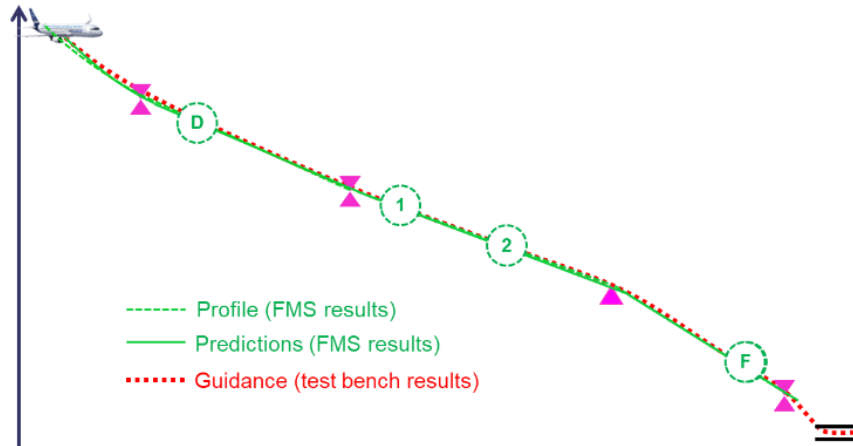 D
1
2
F
Profile (FMS results)
Predictions (FMS results)
Guidance (test bench results)